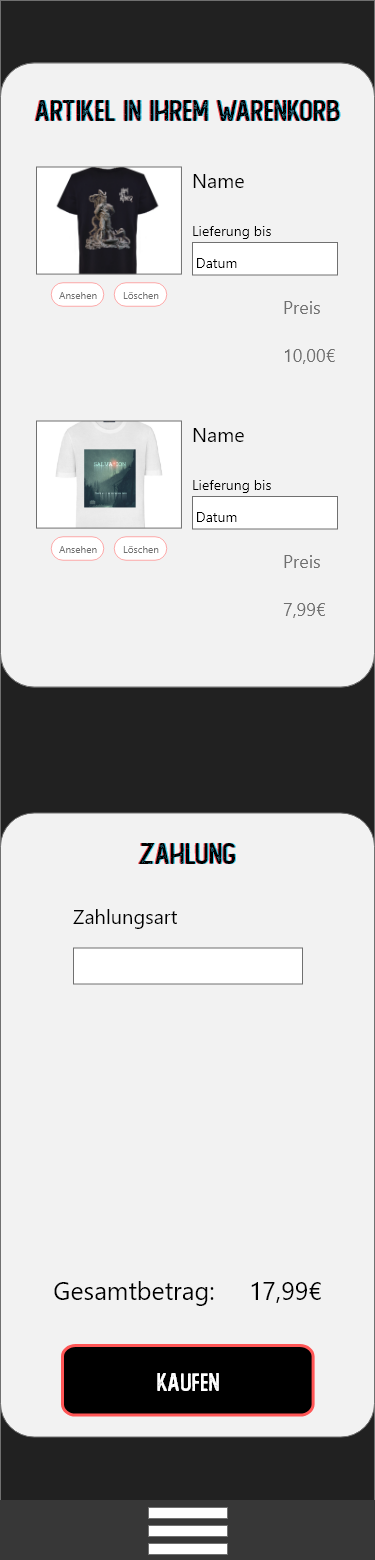 ARTIKEL IN IHREM WARENKORB
Name
Lieferung bis
Datum
Ansehen Löschen
Preis
10,00€
Name
Lieferung bis
Datum
Ansehen Löschen
Preis
7,99€
ZAHLUNG
Zahlungsart
Gesamtbetrag: 17,99€
KAUFEN